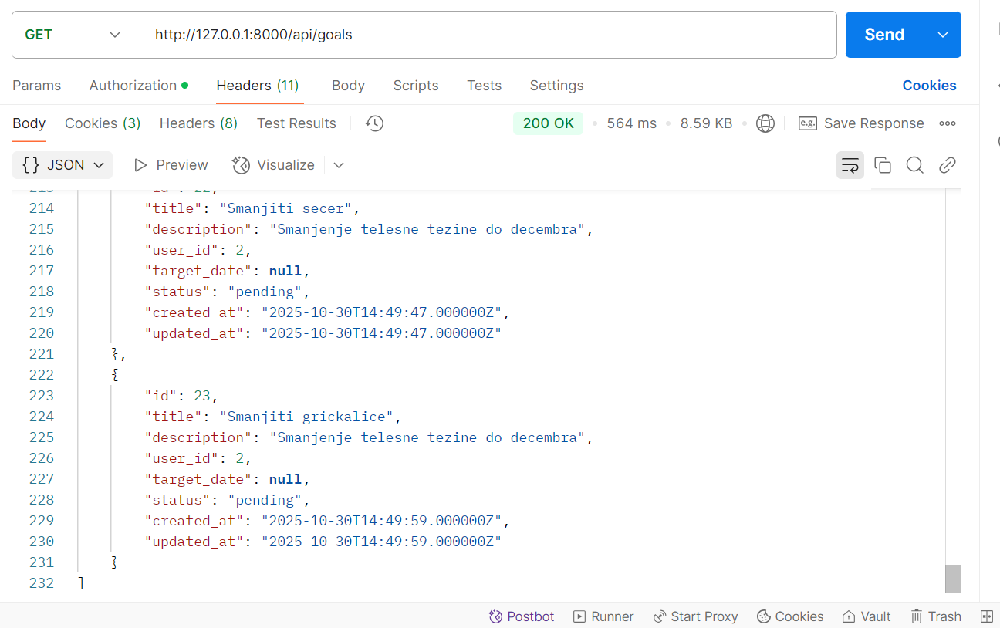 GET http://127.0.0.1:8000/api/goals Send
Params Authorization Headers (11) Body Scripts Tests Settings Cookies
Body Cookies (3) Headers (8) Test Results 200 OK 564 ms 8.59 KB e.g. Save Response
{} JSON Preview Visualize
213 "id": 22,
214 "title": "Smanjiti secer",
215 "description": "Smanjenje telesne tezine do decembra",
216 "user_id": 2,
217 "target_date": null,
218 "status": "pending",
219 "created_at": "2025-10-30T14:49:47.000000Z",
220 "updated_at": "2025-10-30T14:49:47.000000Z"
221 },
222 {
223 "id": 23,
224 "title": "Smanjiti grickalice",
225 "description": "Smanjenje telesne tezine do decembra",
226 "user_id": 2,
227 "target_date": null,
228 "status": "pending",
229 "created_at": "2025-10-30T14:49:59.000000Z",
230 "updated_at": "2025-10-30T14:49:59.000000Z"
231 }
232 ]
Postbot Runner Start Proxy Cookies Vault Trash